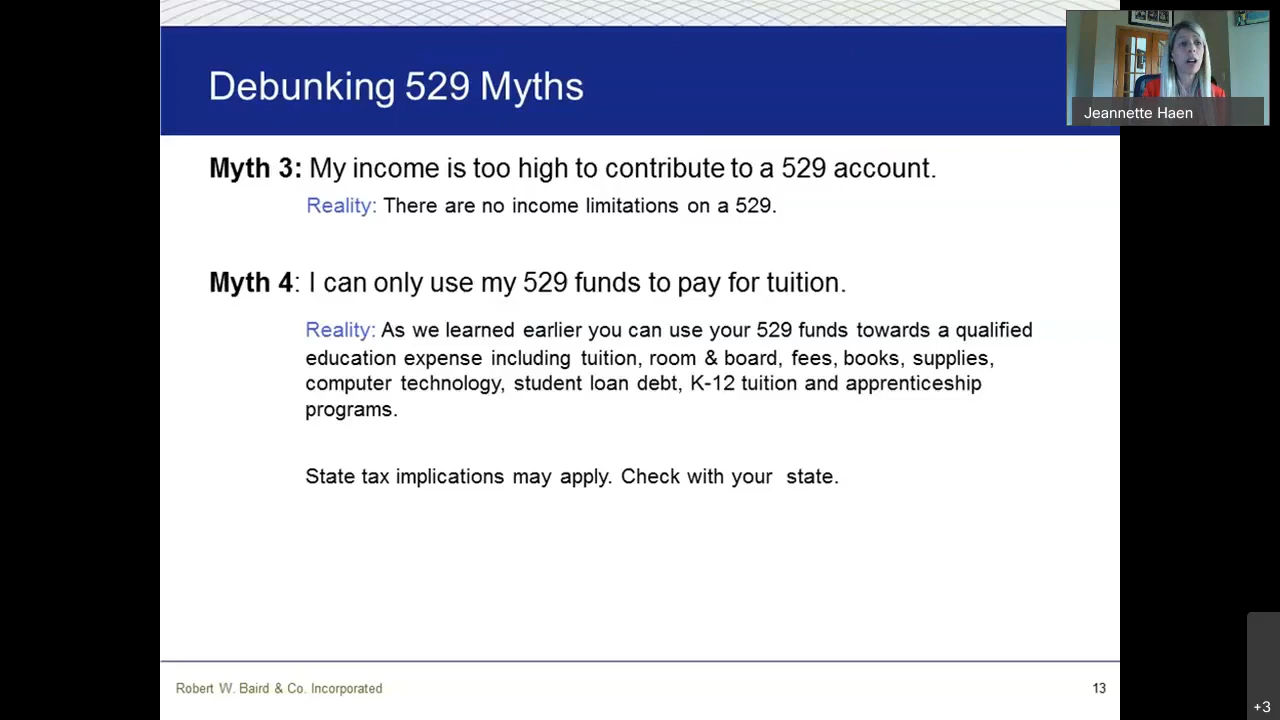 Debunking 529 Myths
Jeannette Haen
Myth 3: My income is too high to contribute to a 529 account.
Reality: There are no income limitations on a 529.
Myth 4: I can only use my 529 funds to pay for tuition.
Reality: As we learned earlier you can use your 529 funds towards a qualified
education expense including tuition, room & board, fees, books, supplies,
computer technology, student loan debt, K-12 tuition and apprenticeship
programs.
State tax implications may apply. Check with your state.
Robert W. Baird & Co. Incorporated
13
+3